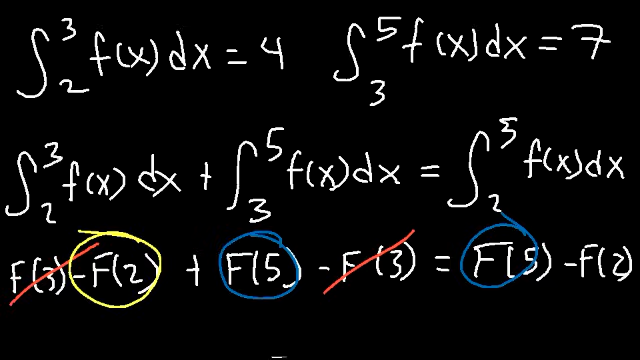 ∫₂³ f(x)dx = 4   ∫₃⁵ f(x)dx = 7
∫₂³ f(x) dx + ∫₃⁵ f(x)dx = ∫₂⁵ f(x)dx
F(3) - F(2) + F(5) - F(3) = F(5) - F(2)